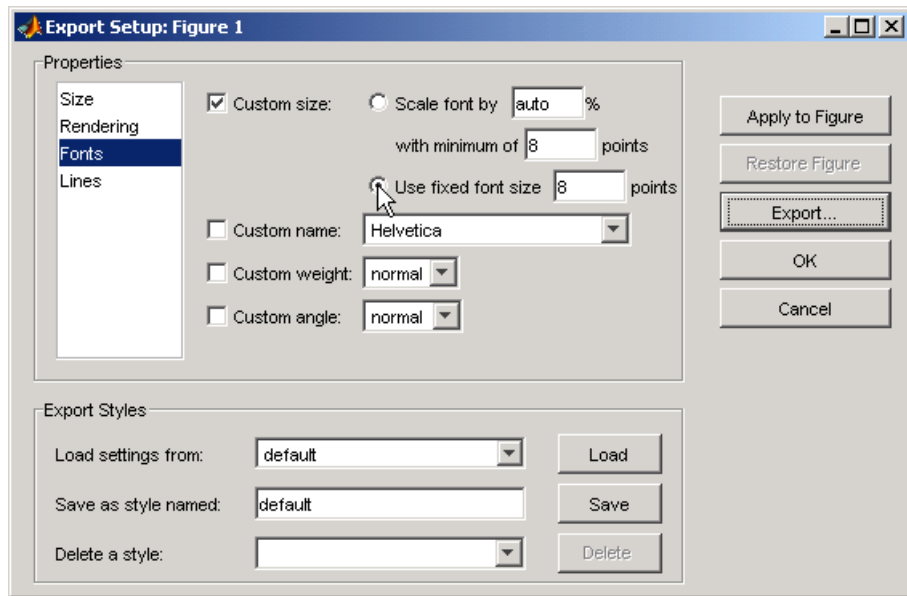 Export Setup: Figure 1
Properties
Size
Rendering
Fonts
Lines
Custom size:
Scale font by auto %
with minimum of 8 points
Use fixed font size 8 points
Custom name: Helvetica
Custom weight: normal
Custom angle: normal
Apply to Figure
Restore Figure
Export...
OK
Cancel
Export Styles
Load settings from: default Load
Save as style named: default Save
Delete a style: Delete